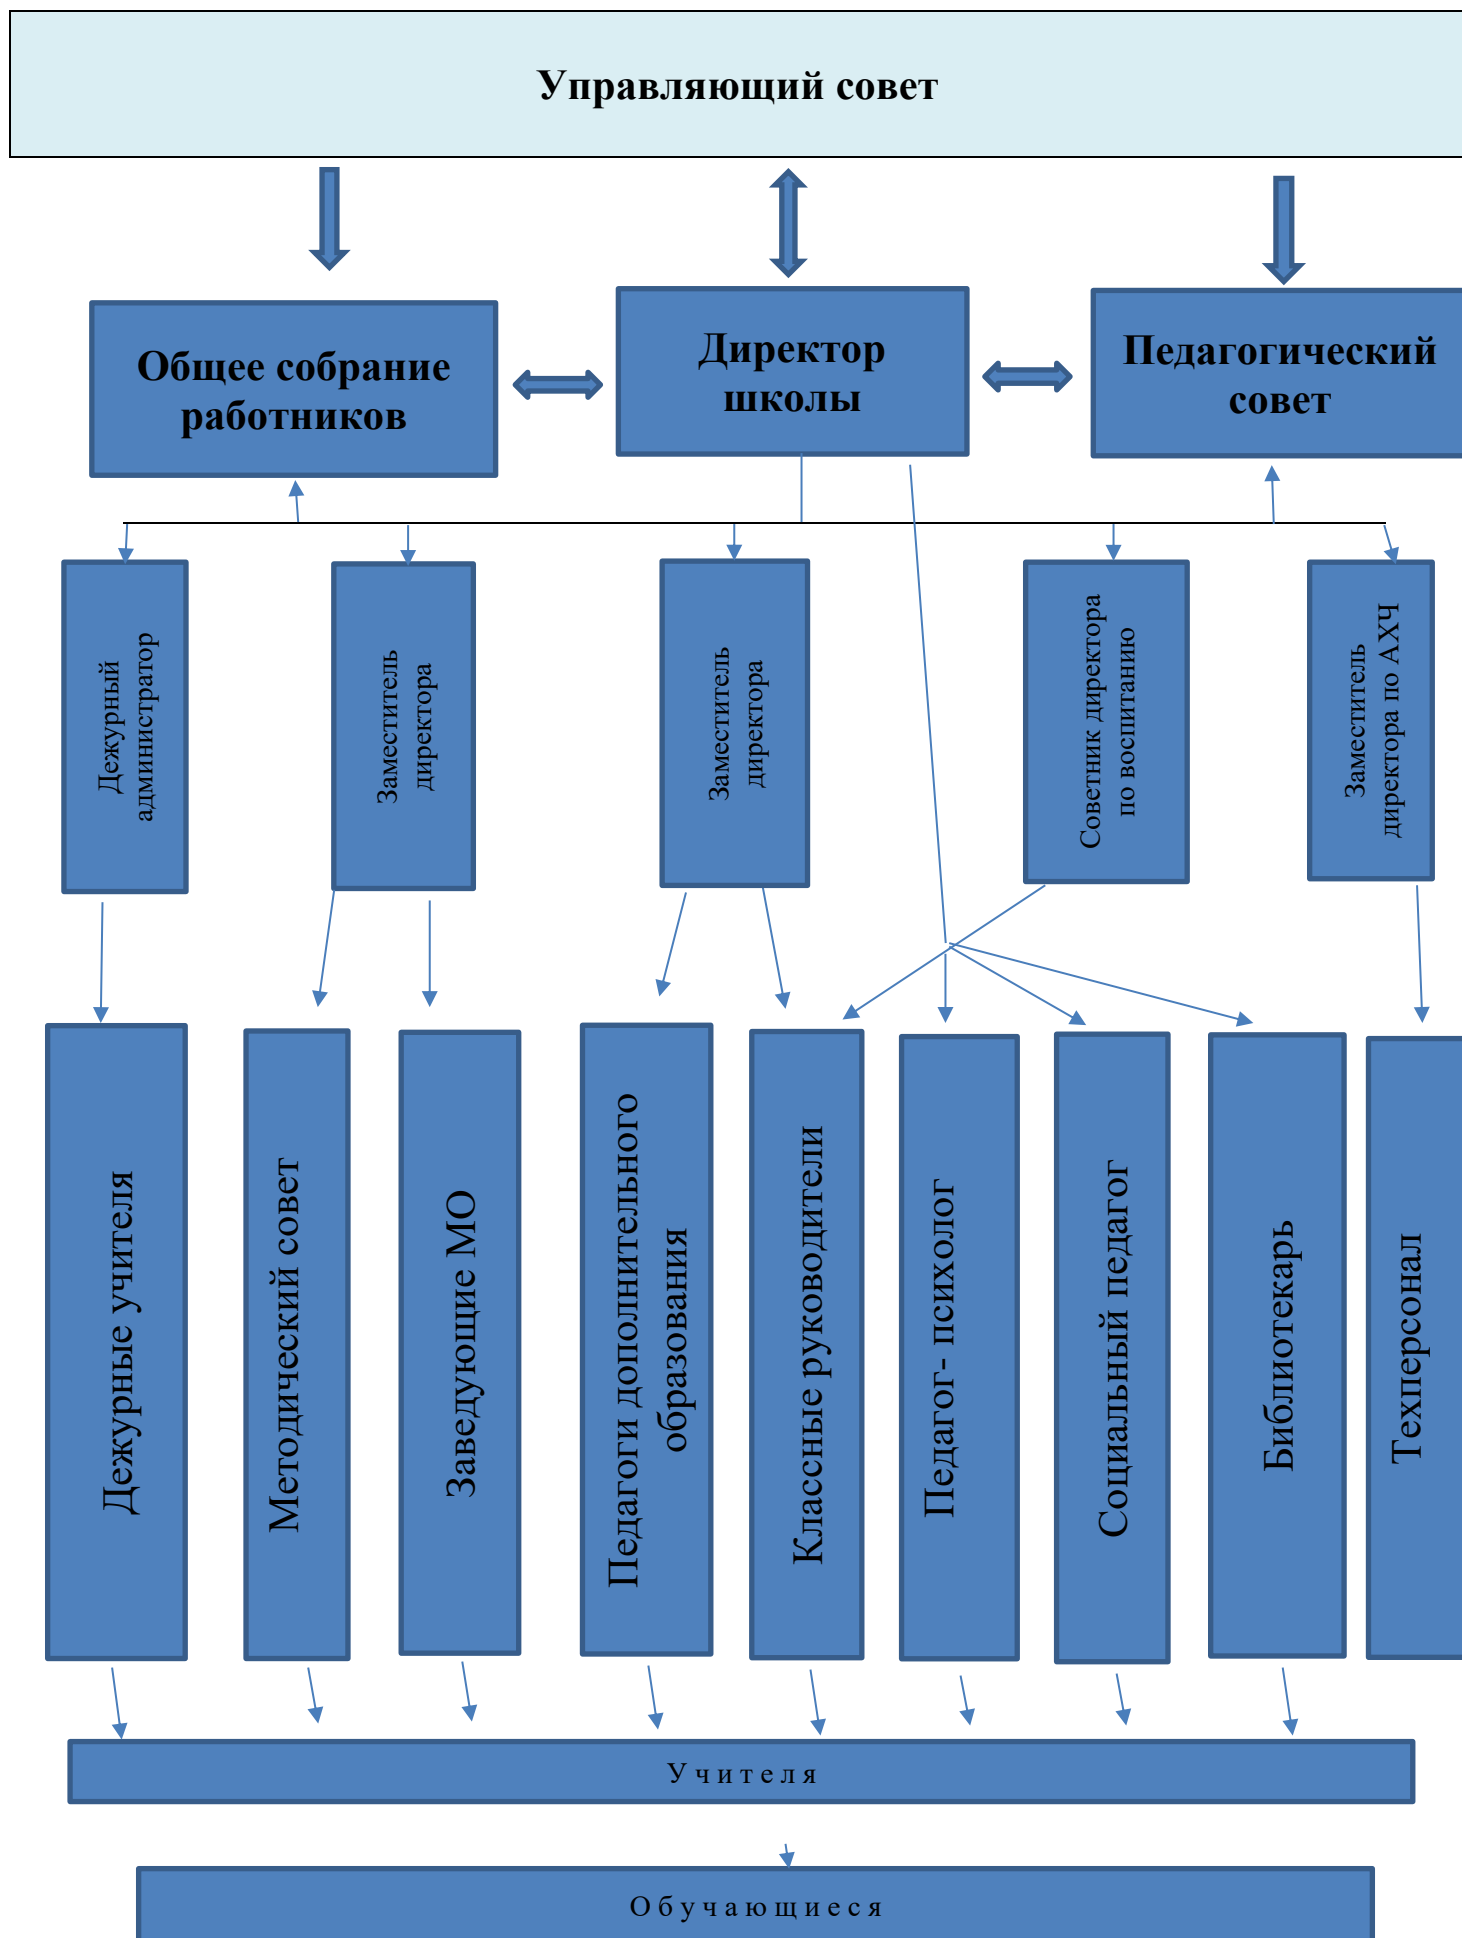 Управляющий совет
Общее собрание
работников
Директор
школы
Педагогический
совет
Дежурный
администратор
Заместитель
директора
Заместитель
директора
Советник директора
по воспитанию
Заместитель
директора по АХЧ
Дежурные учителя
Методический совет
Заведующие МО
Педагоги дополнительного
образования
Классные руководители
Педагог- психолог
Социальный педагог
Библиотекарь
Техперсонал
У ч и т е л я
О б у ч а ю щ и е с я